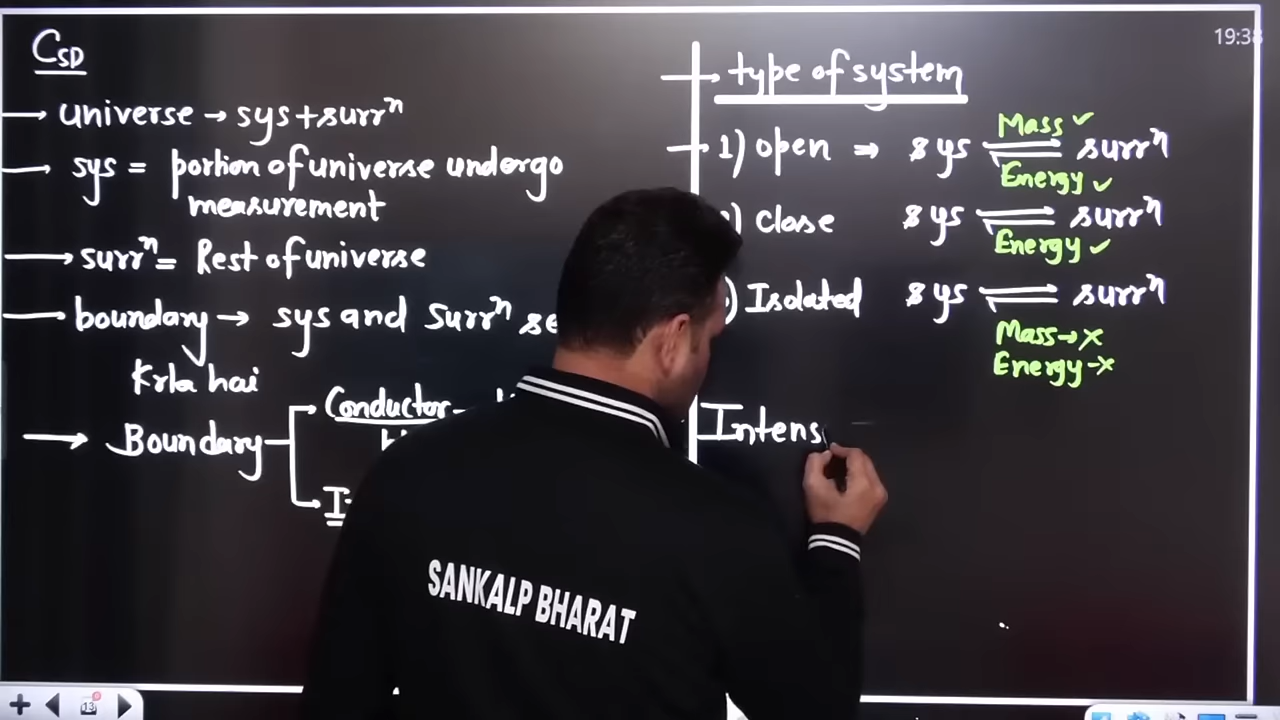 CSD
→ universe → sys + surrⁿ
→ sys = portion of universe undergo
measurement
→ surrⁿ = Rest of universe
→ boundary → sys and surrⁿ
Krta hai
→ Boundary
Conductor
→ type of system
→ 1) open ⇒ sys ⇌ surrⁿ
Mass ✓
Energy ✓
) Close sys ⇌ surrⁿ
Energy ✓
) Isolated sys ⇌ surrⁿ
Mass → ×
Energy → ×
Intens
19:38
SANKALP BHARAT
13